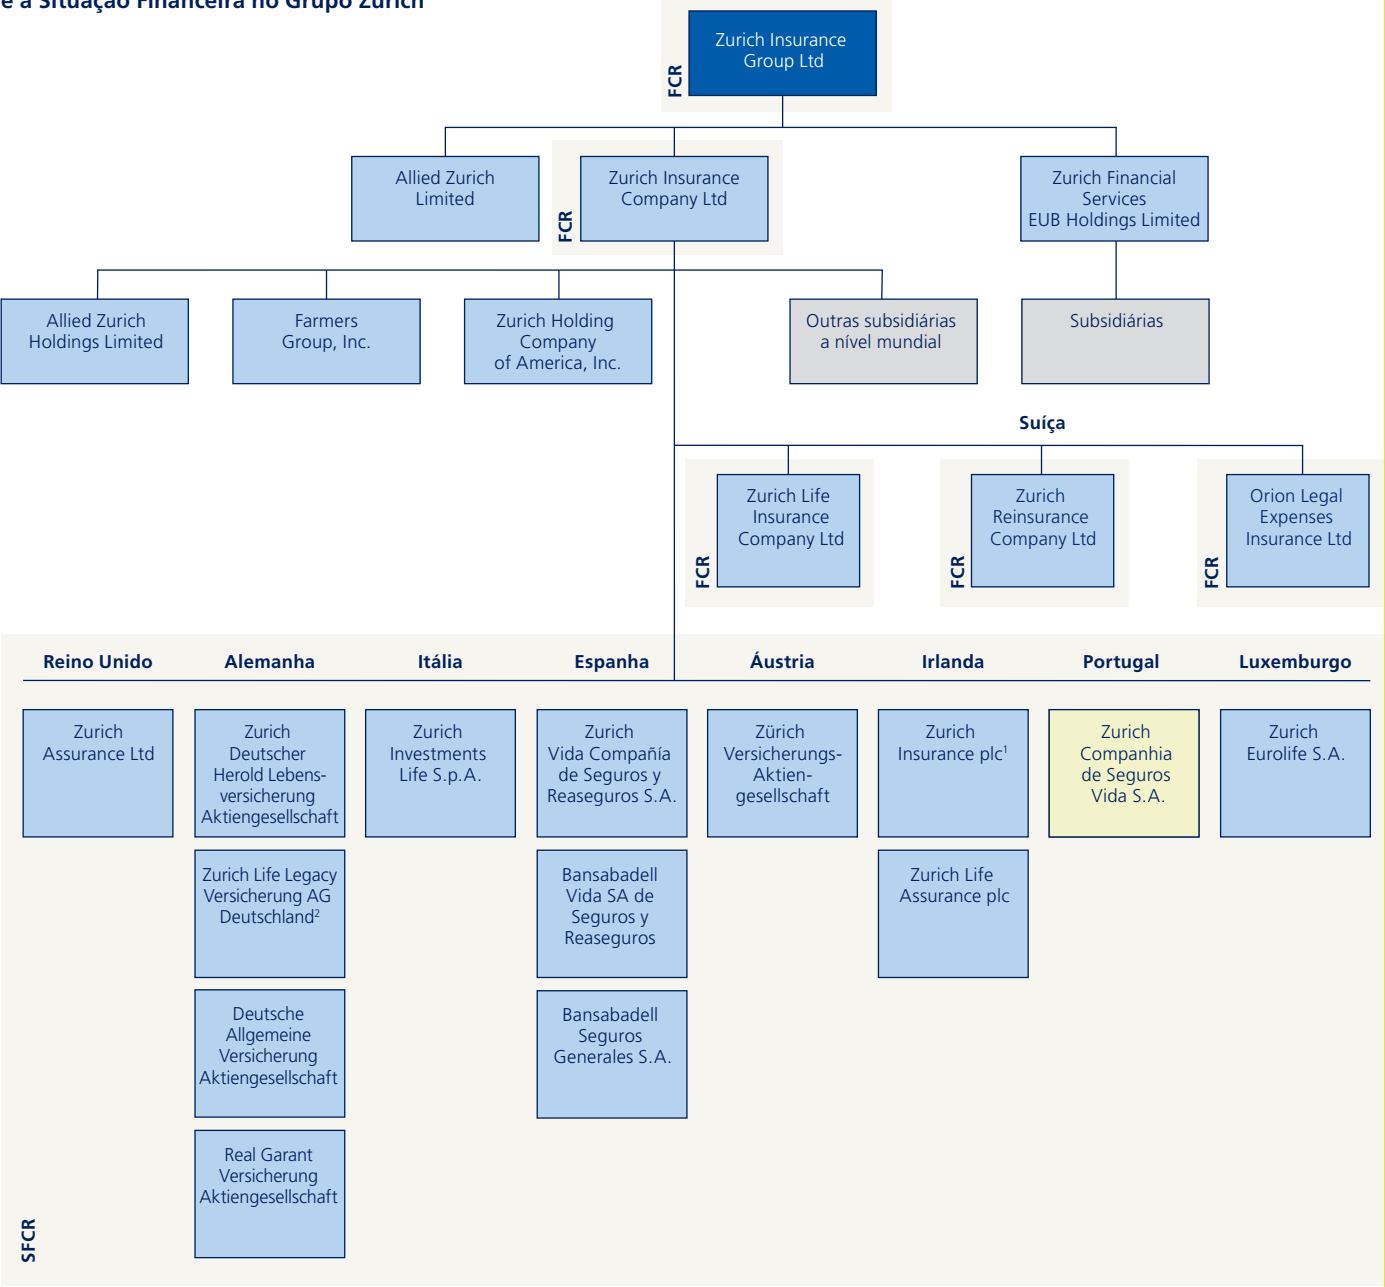 e a Situação Financeira no Grupo Zurich
Zurich Insurance
Group Ltd
FCR
Allied Zurich
Limited
Zurich Insurance
Company Ltd
FCR
Zurich Financial
Services
EUB Holdings Limited
Allied Zurich
Holdings Limited
Farmers
Group, Inc.
Zurich Holding
Company
of America, Inc.
Outras subsidiárias
a nível mundial
Subsidiárias
Suíça
Zurich Life
Insurance
Company Ltd
FCR
Zurich
Reinsurance
Company Ltd
FCR
Orion Legal
Expenses
Insurance Ltd
FCR
Reino Unido
Alemanha
Itália
Espanha
Áustria
Irlanda
Portugal
Luxemburgo
Zurich
Assurance Ltd
Zurich
Deutscher
Herold Lebens-
versicherung
Aktiengesellschaft
Zurich
Investments
Life S.p.A.
Zurich
Vida Compañía
de Seguros y
Reaseguros S.A.
Zürich
Versicherungs-
Aktien-
gesellschaft
Zurich
Insurance plc¹
Zurich
Companhia
de Seguros
Vida S.A.
Zurich
Eurolife S.A.
Zurich Life Legacy
Versicherung AG
Deutschland²
Bansabadell
Vida SA de
Seguros y
Reaseguros
Zurich Life
Assurance plc
Deutsche
Allgemeine
Versicherung
Aktiengesellschaft
Bansabadell
Seguros
Generales S.A.
Real Garant
Versicherung
Aktiengesellschaft
SFCR